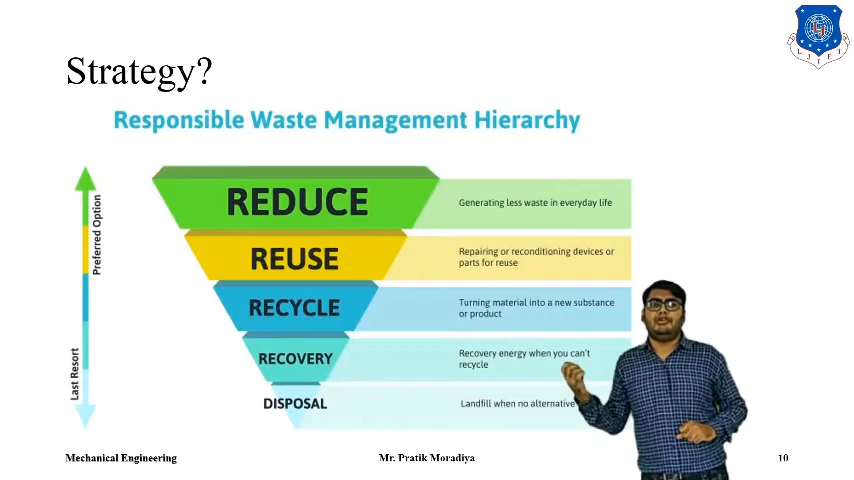 LJIET
Strategy?
Responsible Waste Management Hierarchy
Preferred Option
Last Resort
REDUCE
Generating less waste in everyday life
REUSE
Repairing or reconditioning devices or
parts for reuse
RECYCLE
Turning material into a new substance
or product
RECOVERY
Recovery energy when you can't
recycle
DISPOSAL
Landfill when no alternative
Mechanical Engineering
Mr. Pratik Moradiya
10